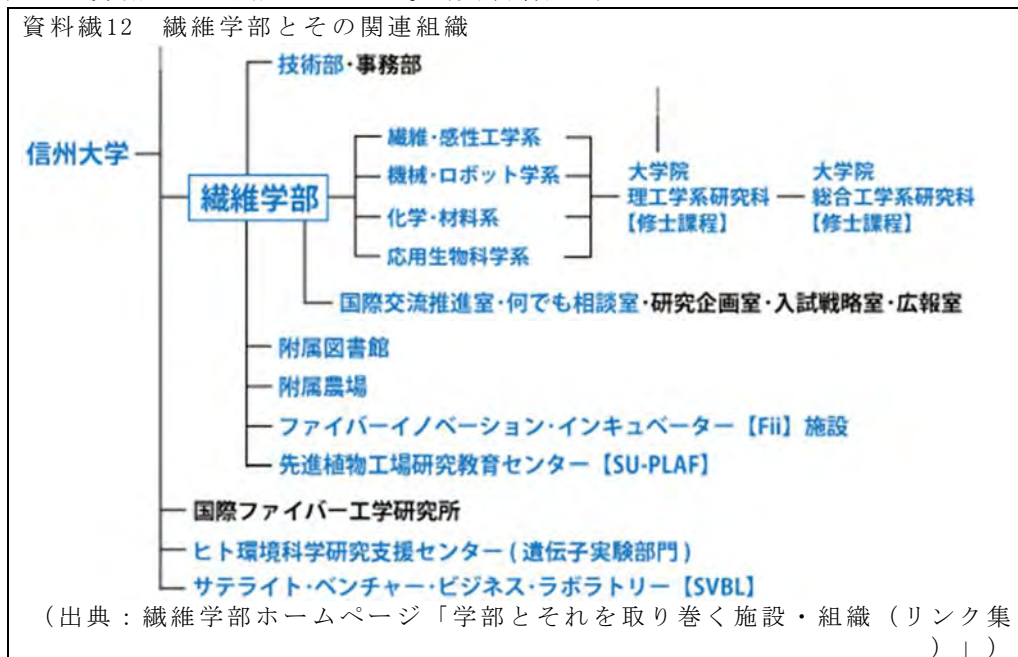 資料繊12　繊維学部とその関連組織
技術部・事務部
信州大学
繊維学部
繊維・感性工学系
機械・ロボット学系
化学・材料系
応用生物科学系
大学院
理工学系研究科
【修士課程】
大学院
総合工学系研究科
【修士課程】
国際交流推進室・何でも相談室・研究企画室・入試戦略室・広報室
附属図書館
附属農場
ファイバーイノベーション・インキュベーター【Fii】施設
先進植物工場研究教育センター【SU-PLAF】
国際ファイバー工学研究所
ヒト環境科学研究支援センター(遺伝子実験部門)
サテライト・ベンチャー・ビジネス・ラボラトリー【SVBL】
（出典：繊維学部ホームページ「学部とそれを取り巻く施設・組織（リンク集
）」）